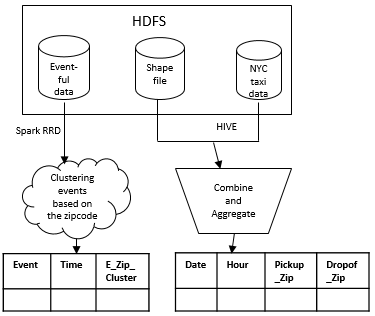 HDFS
Event-
ful
data
Shape
file
NYC
taxi
data
Spark RRD
HIVE
Clustering
events
based on
the zipcode
Combine
and
Aggregate
Event Time E_Zip_
Cluster
Date Hour Pickup
_Zip Dropof
_Zip